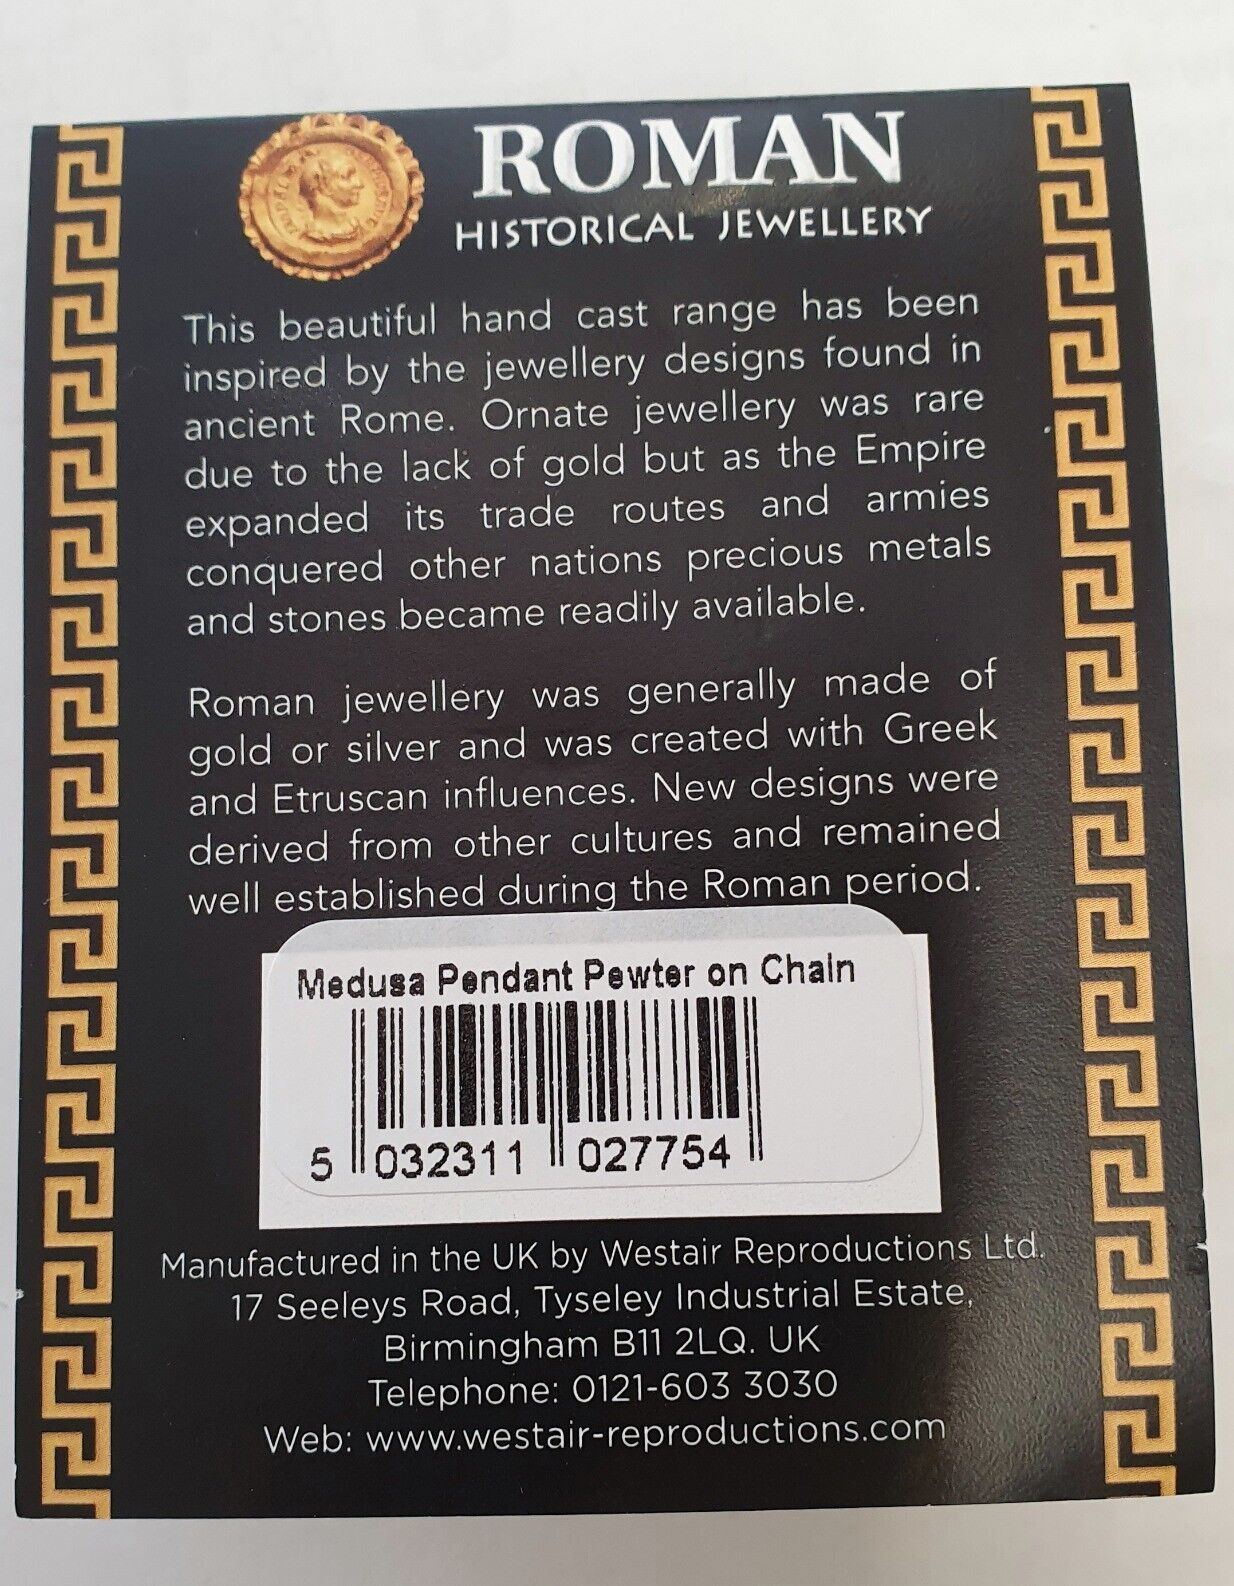 ROMAN
HISTORICAL JEWELLERY
This beautiful hand cast range has been
inspired by the jewellery designs found in
ancient Rome. Ornate jewellery was rare
due to the lack of gold but as the Empire
expanded its trade routes and armies
conquered other nations precious metals
and stones became readily available.
Roman jewellery was generally made of
gold or silver and was created with Greek
and Etruscan influences. New designs were
derived from other cultures and remained
well established during the Roman period.
Medusa Pendant Pewter on Chain
5 032311 027754
Manufactured in the UK by Westair Reproductions Ltd.
17 Seeleys Road, Tyseley Industrial Estate,
Birmingham B11 2LQ. UK
Telephone: 0121-603 3030
Web: www.westair-reproductions.com